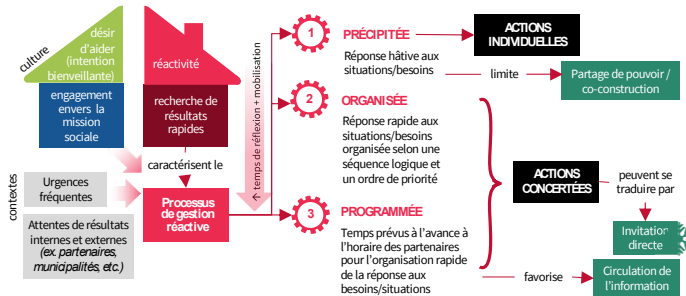 culture
désir
d'aider
(intention
bienveillante)
engagement
envers la
mission
sociale
réactivité
recherche de
résultats
rapides
caractérisent le
contextes
Urgences
fréquentes
Attentes de résultats
internes et externes
(ex. partenaires,
municipalités, etc.)
Processus
de gestion
réactive
↑ temps de réflexion + mobilisation
1
PRÉCIPITÉE
Réponse hâtive aux
situations/besoins
ACTIONS
INDIVIDUELLES
limite
Partage de pouvoir /
co-construction
2
ORGANISÉE
Réponse rapide aux
situations/besoins
organisée selon une
séquence logique et
un ordre de priorité
ACTIONS
CONCERTÉES
peuvent se
traduire par
Invitation
directe
3
PROGRAMMÉE
Temps prévus à l'avance à
l'horaire des partenaires
pour l'organisation rapide
de la réponse aux
besoins/situations
favorise
Circulation de
l'information